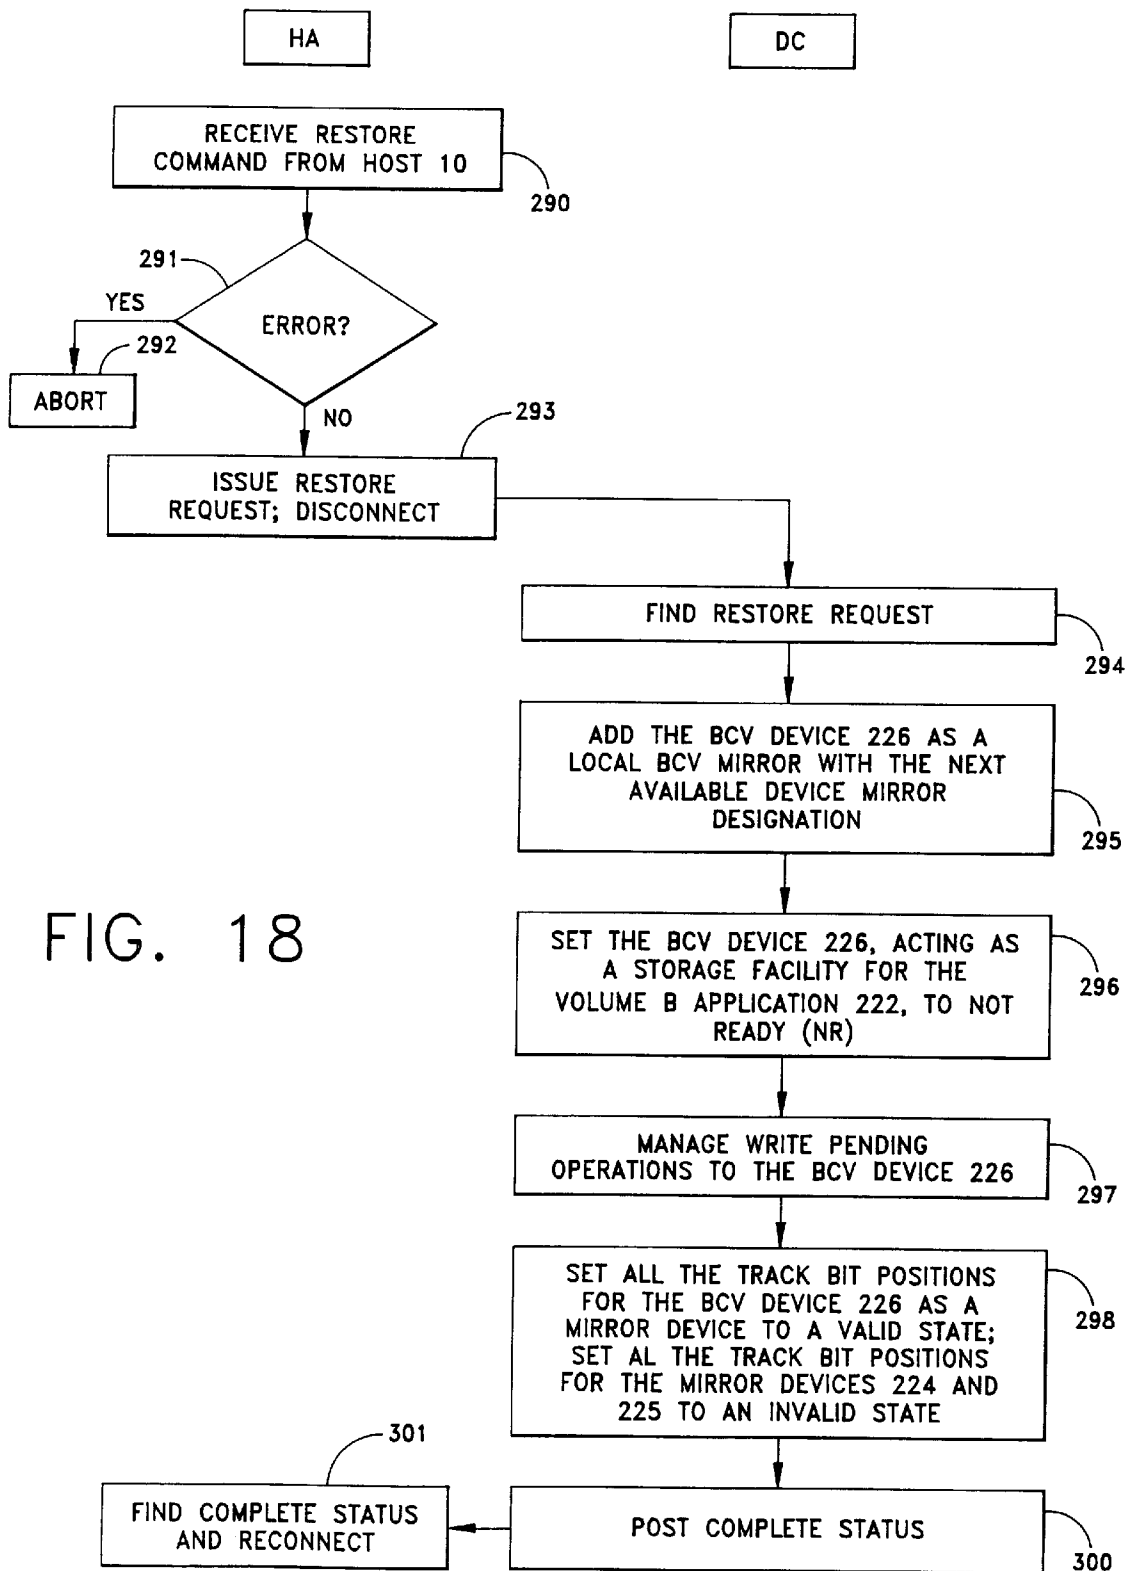 HA
DC
RECEIVE RESTORE
COMMAND FROM HOST 10
290
291
YES
ERROR?
292
ABORT
NO
293
ISSUE RESTORE
REQUEST; DISCONNECT
FIND RESTORE REQUEST
294
ADD THE BCV DEVICE 226 AS A
LOCAL BCV MIRROR WITH THE NEXT
AVAILABLE DEVICE MIRROR
DESIGNATION
295
FIG. 18
SET THE BCV DEVICE 226, ACTING AS
A STORAGE FACILITY FOR THE
VOLUME B APPLICATION 222, TO NOT
READY (NR)
296
MANAGE WRITE PENDING
OPERATIONS TO THE BCV DEVICE 226
297
SET ALL THE TRACK BIT POSITIONS
FOR THE BCV DEVICE 226 AS A
MIRROR DEVICE TO A VALID STATE;
SET AL THE TRACK BIT POSITIONS
FOR THE MIRROR DEVICES 224 AND
225 TO AN INVALID STATE
298
301
FIND COMPLETE STATUS
AND RECONNECT
POST COMPLETE STATUS
300